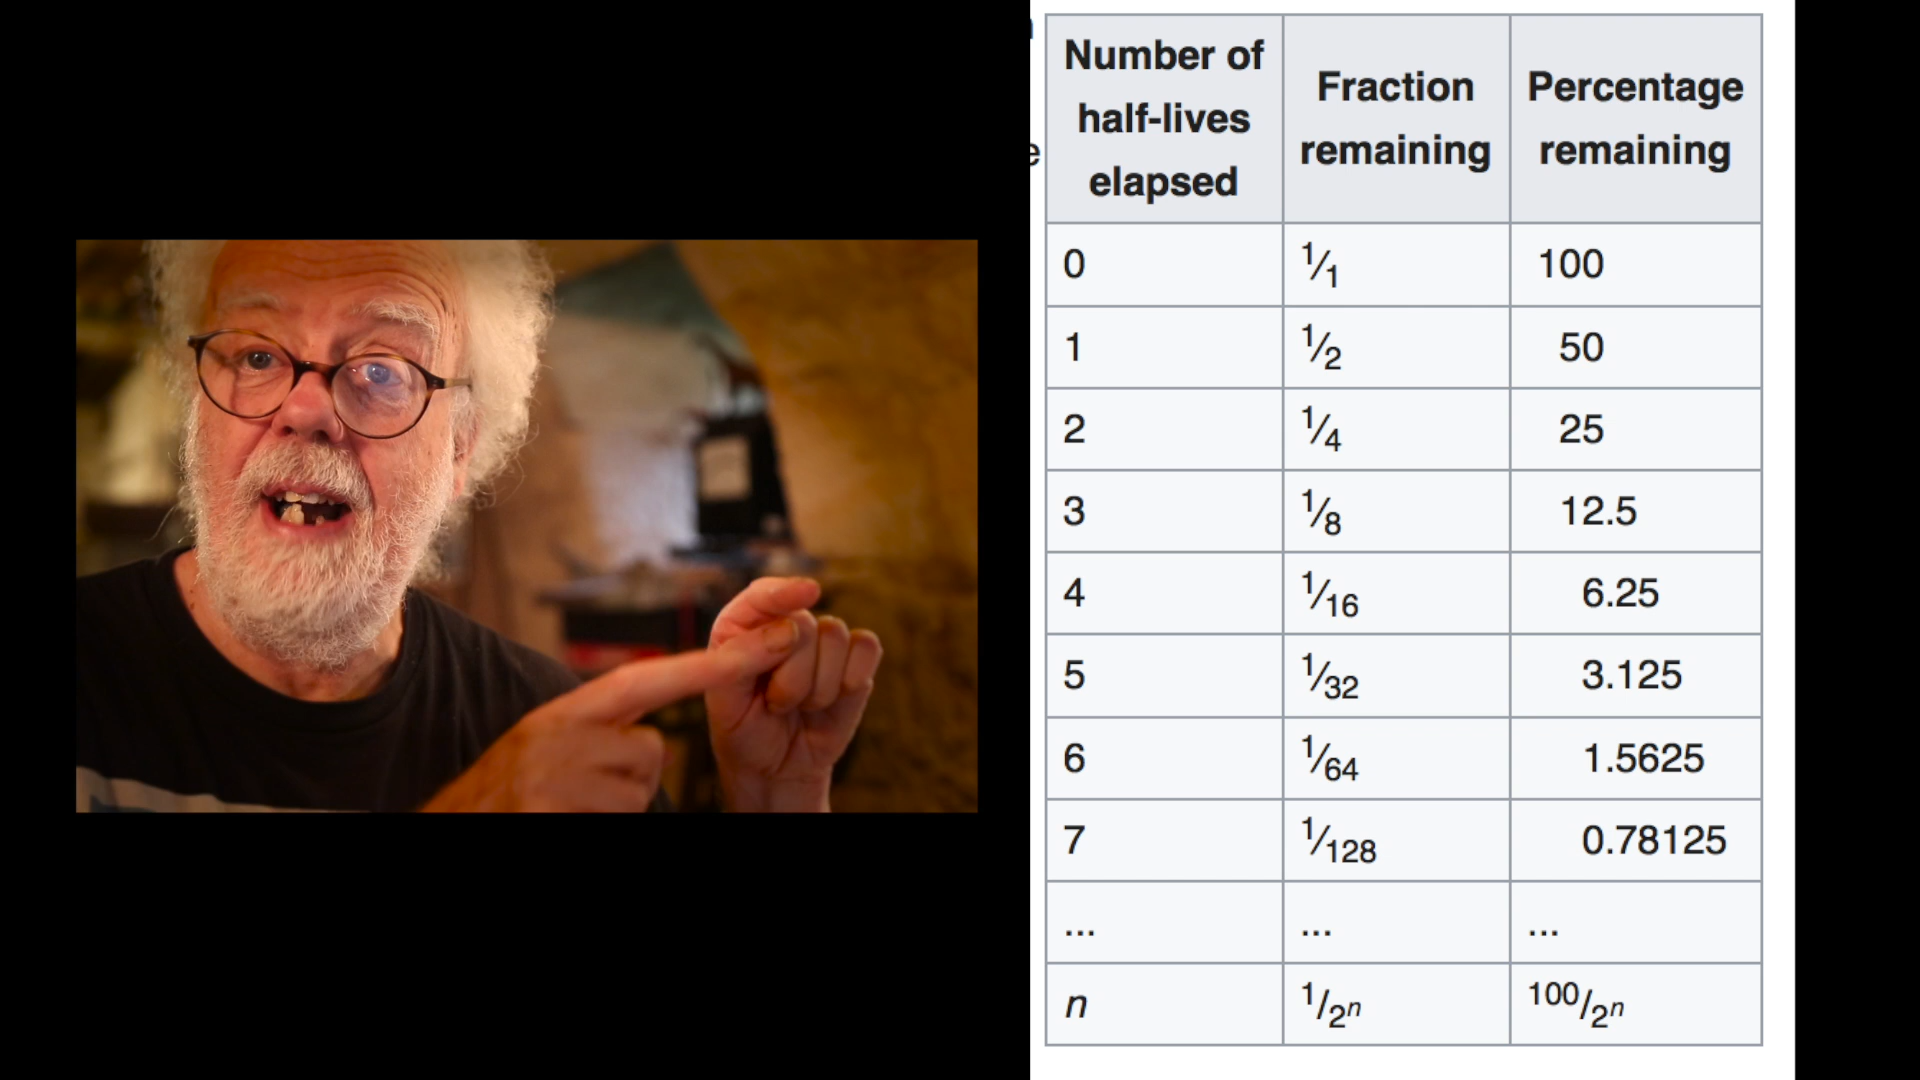 Number of half-lives elapsed Fraction remaining Percentage remaining
0 1/1 100
1 1/2 50
2 1/4 25
3 1/8 12.5
4 1/16 6.25
5 1/32 3.125
6 1/64 1.5625
7 1/128 0.78125
... ... ...
n 1/2ⁿ 100/2ⁿ